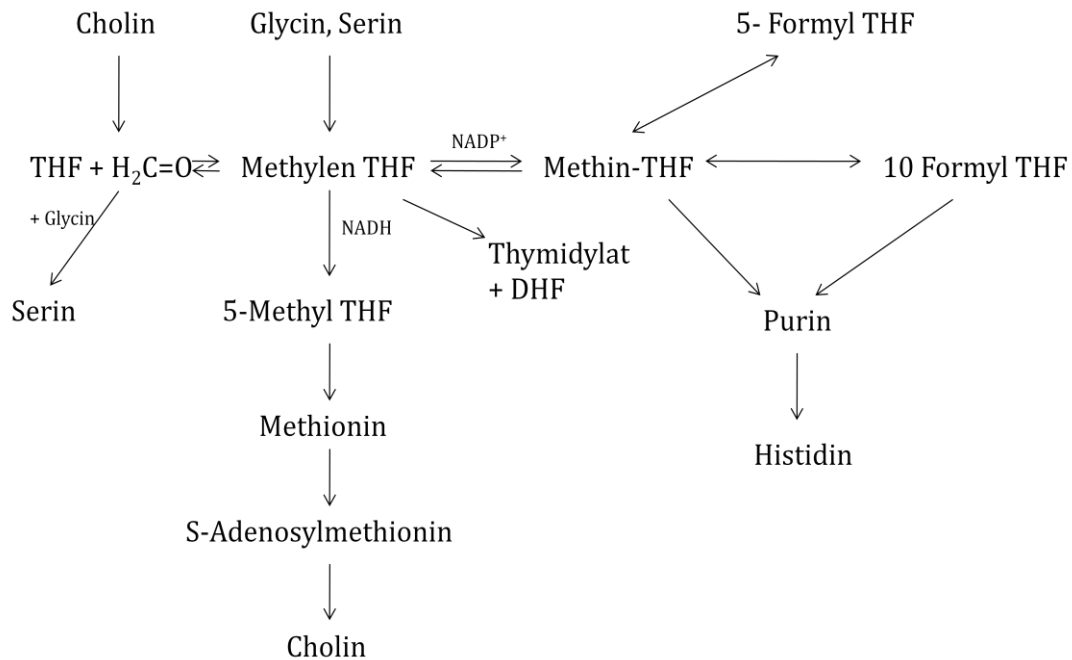 Cholin
Glycin, Serin
5- Formyl THF
NADP⁺
THF + H₂C=O
Methylen THF
Methin-THF
10 Formyl THF
+ Glycin
NADH
Thymidylat
+ DHF
Serin
5-Methyl THF
Purin
Methionin
Histidin
S-Adenosylmethionin
Cholin